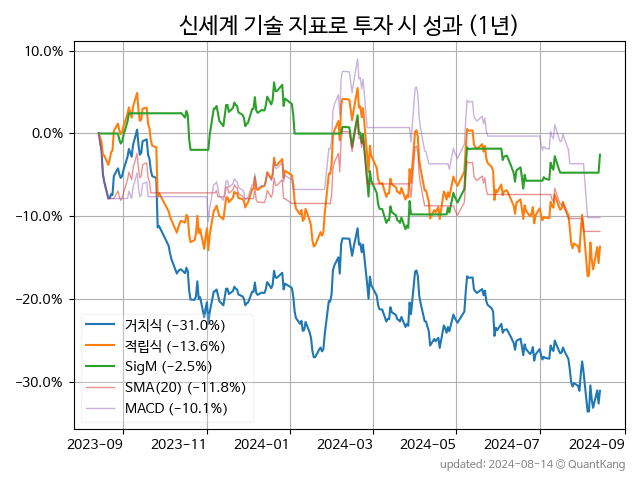 신세계 기술 지표로 투자 시 성과 (1년)
10.0%
0.0%
−10.0%
−20.0%
−30.0%
거치식 (−31.0%)
적립식 (−13.6%)
SigM (−2.5%)
SMA(20) (−11.8%)
MACD (−10.1%)
2023-09 2023-11 2024-01 2024-03 2024-05 2024-07 2024-09
updated: 2024-08-14 © QuantKang